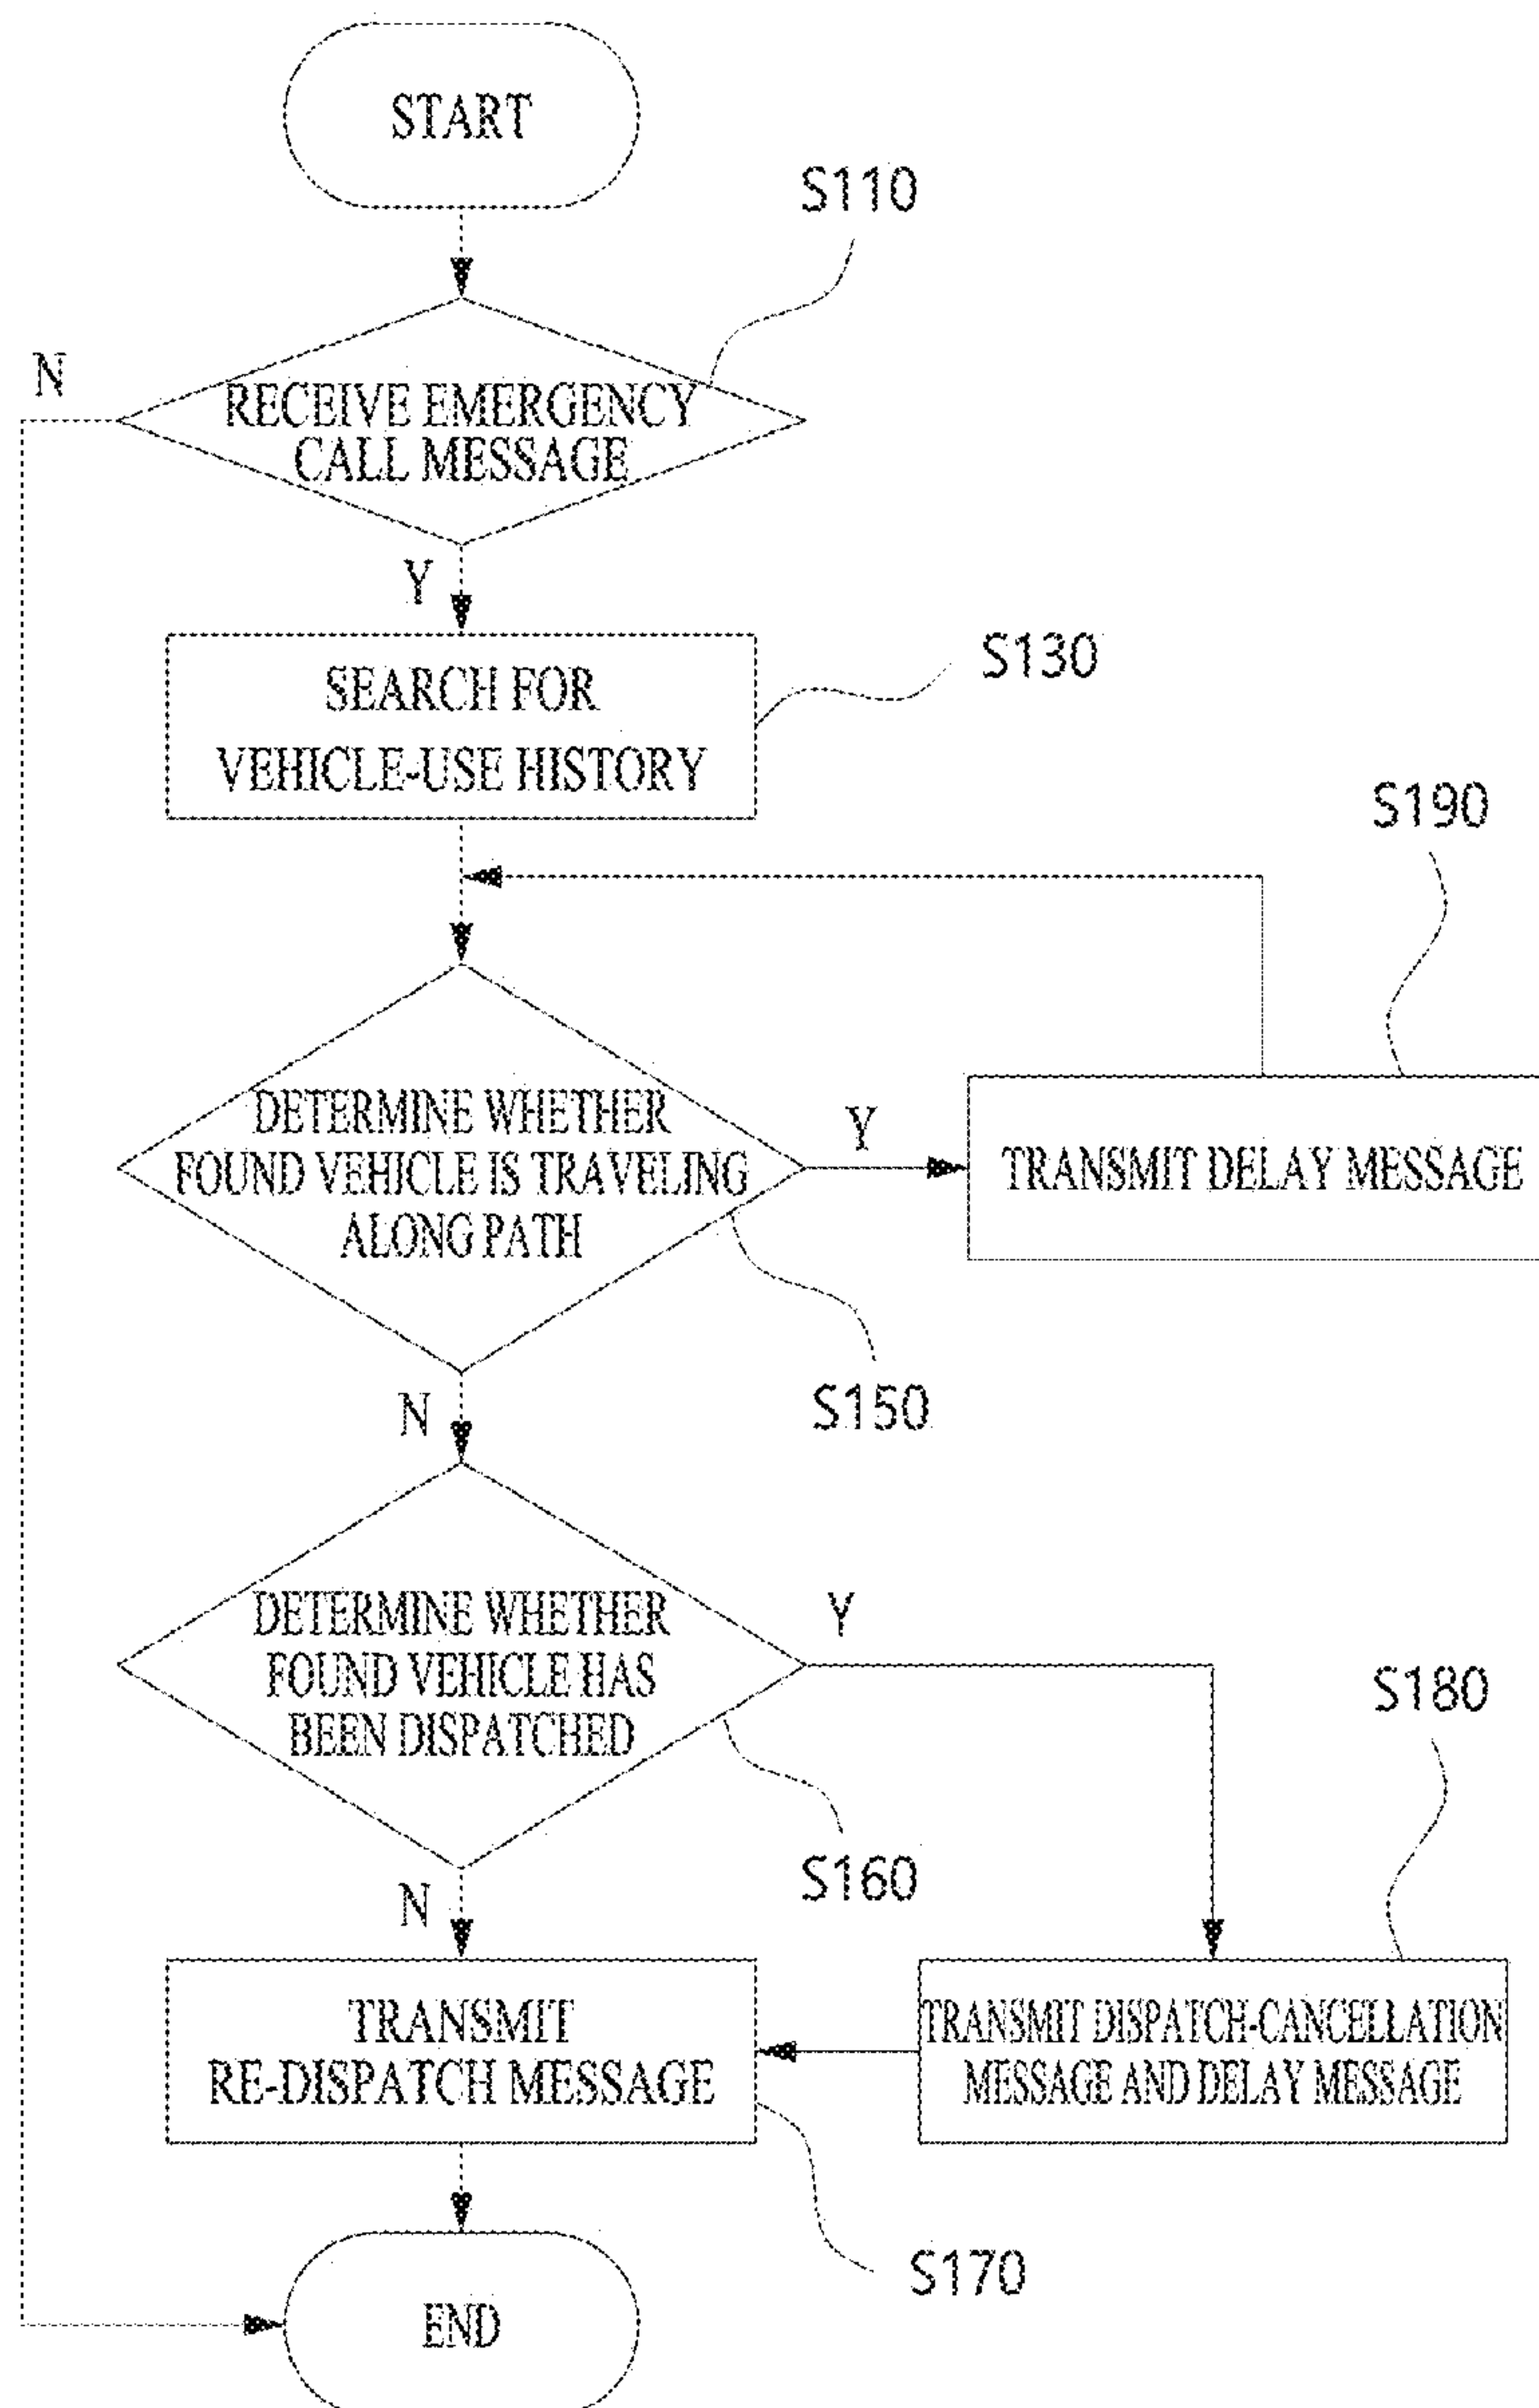 START
S110
N
RECEIVE EMERGENCY
CALL MESSAGE
Y
SEARCH FOR
VEHICLE-USE HISTORY
S130
S190
DETERMINE WHETHER
FOUND VEHICLE IS TRAVELING
ALONG PATH
Y
TRANSMIT DELAY MESSAGE
S150
N
DETERMINE WHETHER
FOUND VEHICLE HAS
BEEN DISPATCHED
Y
S180
S160
N
TRANSMIT
RE-DISPATCH MESSAGE
TRANSMIT DISPATCH-CANCELLATION
MESSAGE AND DELAY MESSAGE
S170
END